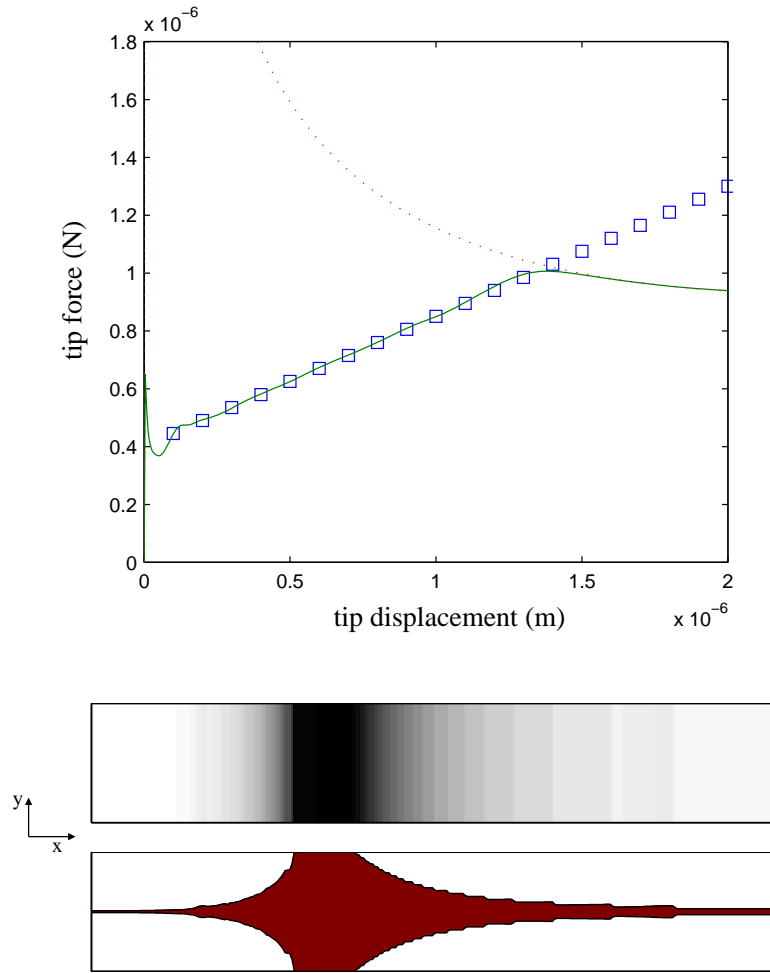 x 10⁻⁶
1.8
1.6
1.4
1.2
1
0.8
0.6
0.4
0.2
0
tip force (N)
0 0.5 1 1.5 2
tip displacement (m)
x 10⁻⁶
y
x